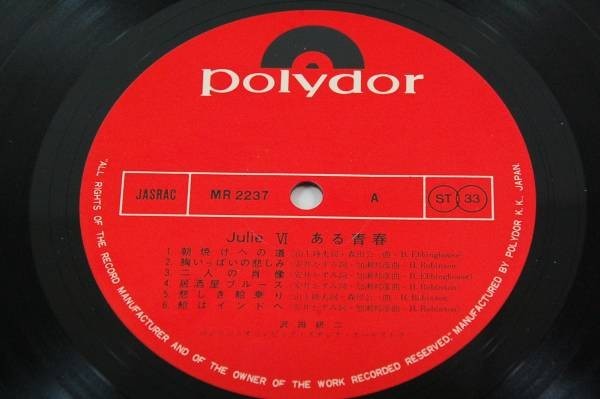 polydor
JASRAC
MR 2237
A
ST 33
Julie VI ある青春
1. 朝焼けへの道
2. 胸いっぱいの悲しみ
3. 二人の肖像
4. 居酒屋ブルース
5. 悲しき船乗り
6. 船はインドへ
沢田研二
"ALL RIGHTS OF THE RECORD MANUFACTURER AND OF THE OWNER OF THE WORK RECORDED RESERVED" MANUFACTURED BY POLYDOR K.K., JAPAN.